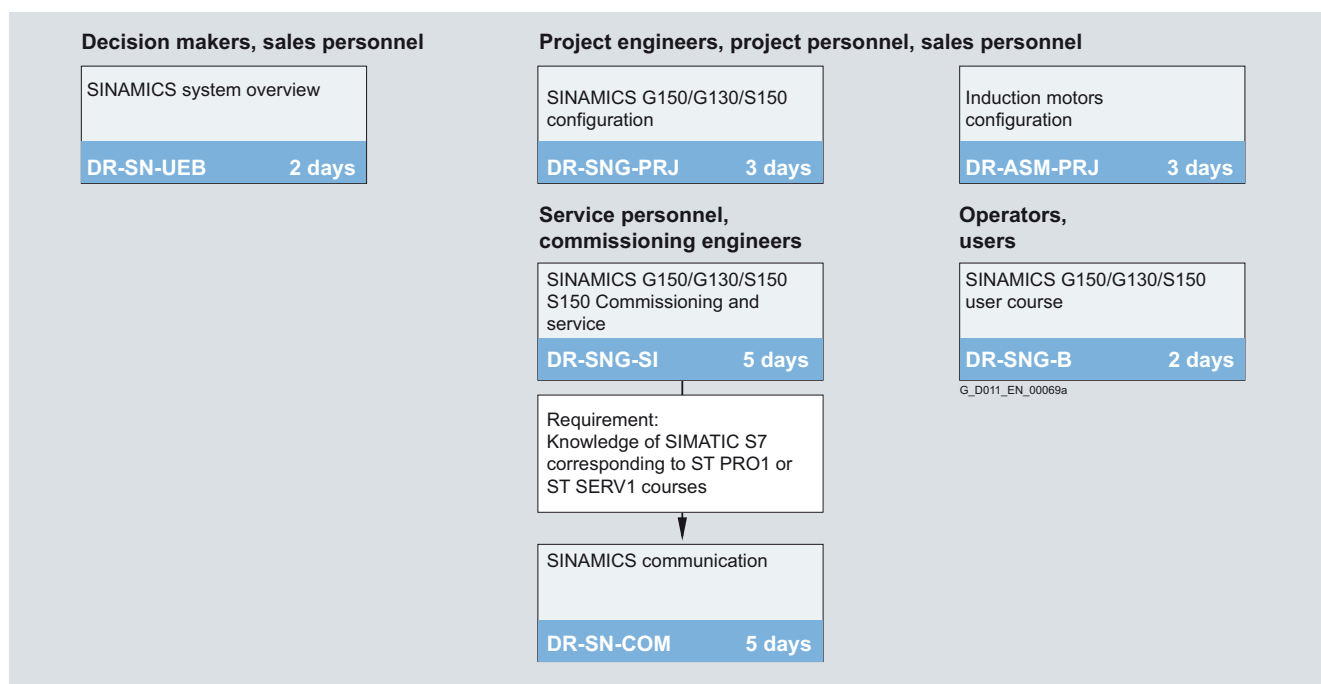 Decision makers, sales personnel
SINAMICS system overview
DR-SN-UEB 2 days
Project engineers, project personnel, sales personnel
SINAMICS G150/G130/S150
configuration
DR-SNG-PRJ 3 days
Induction motors
configuration
DR-ASM-PRJ 3 days
Service personnel,
commissioning engineers
SINAMICS G150/G130/S150
S150 Commissioning and
service
DR-SNG-SI 5 days
Operators,
users
SINAMICS G150/G130/S150
user course
DR-SNG-B 2 days
G_D011_EN_00069a
Requirement:
Knowledge of SIMATIC S7
corresponding to ST PRO1 or
ST SERV1 courses
SINAMICS communication
DR-SN-COM 5 days